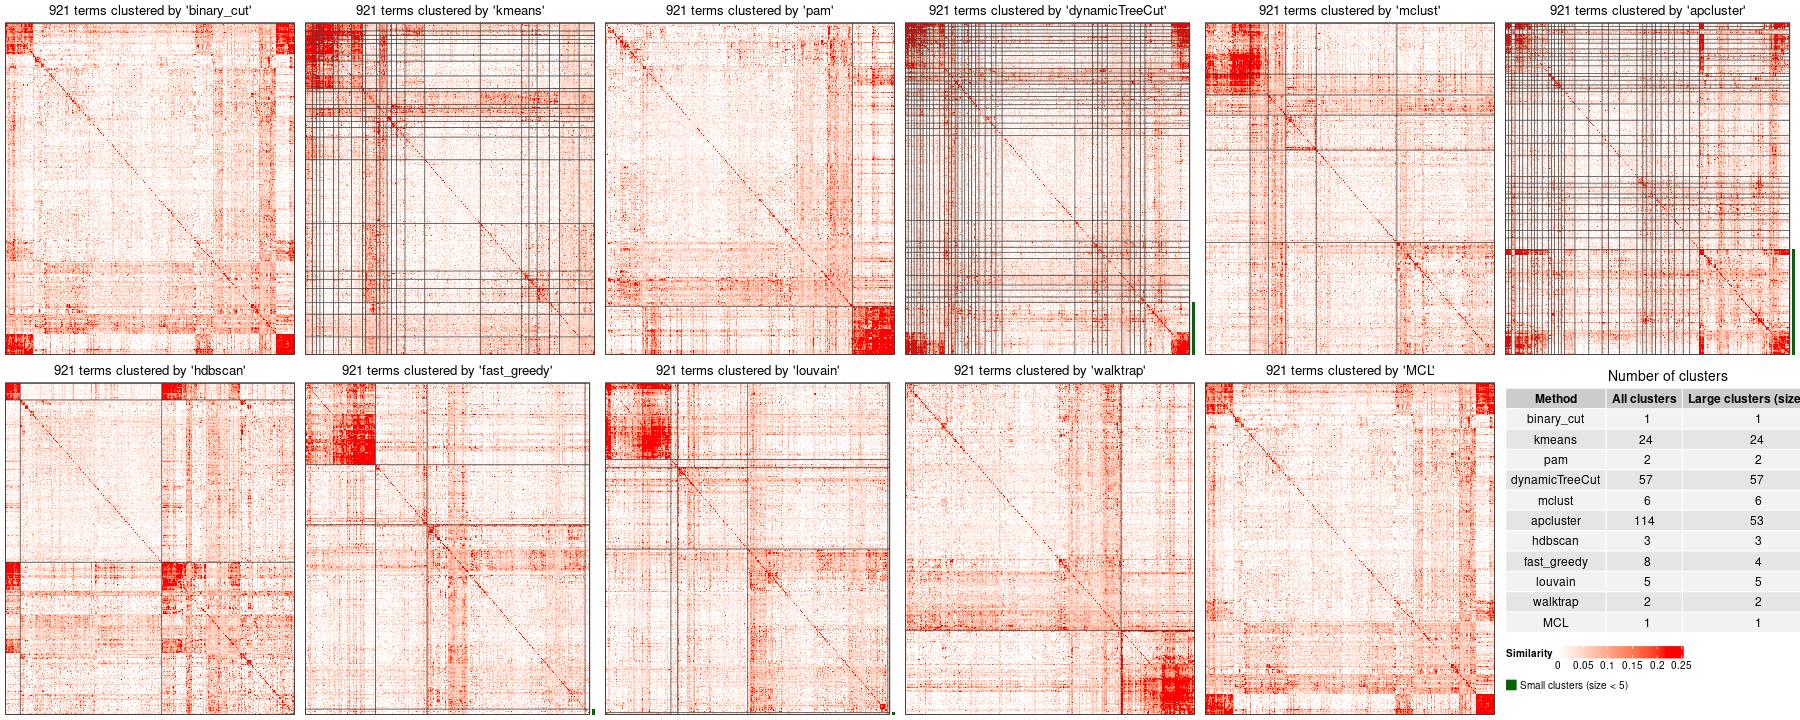 921 terms clustered by 'binary_cut'
921 terms clustered by 'kmeans'
921 terms clustered by 'pam'
921 terms clustered by 'dynamicTreeCut'
921 terms clustered by 'mclust'
921 terms clustered by 'apcluster'
921 terms clustered by 'hdbscan'
921 terms clustered by 'fast_greedy'
921 terms clustered by 'louvain'
921 terms clustered by 'walktrap'
921 terms clustered by 'MCL'
Number of clusters
Method All clusters Large clusters (size
binary_cut 1 1
kmeans 24 24
pam 2 2
dynamicTreeCut 57 57
mclust 6 6
apcluster 114 53
hdbscan 3 3
fast_greedy 8 4
louvain 5 5
walktrap 2 2
MCL 1 1
Similarity
0 0.05 0.1 0.15 0.2 0.25
Small clusters (size < 5)